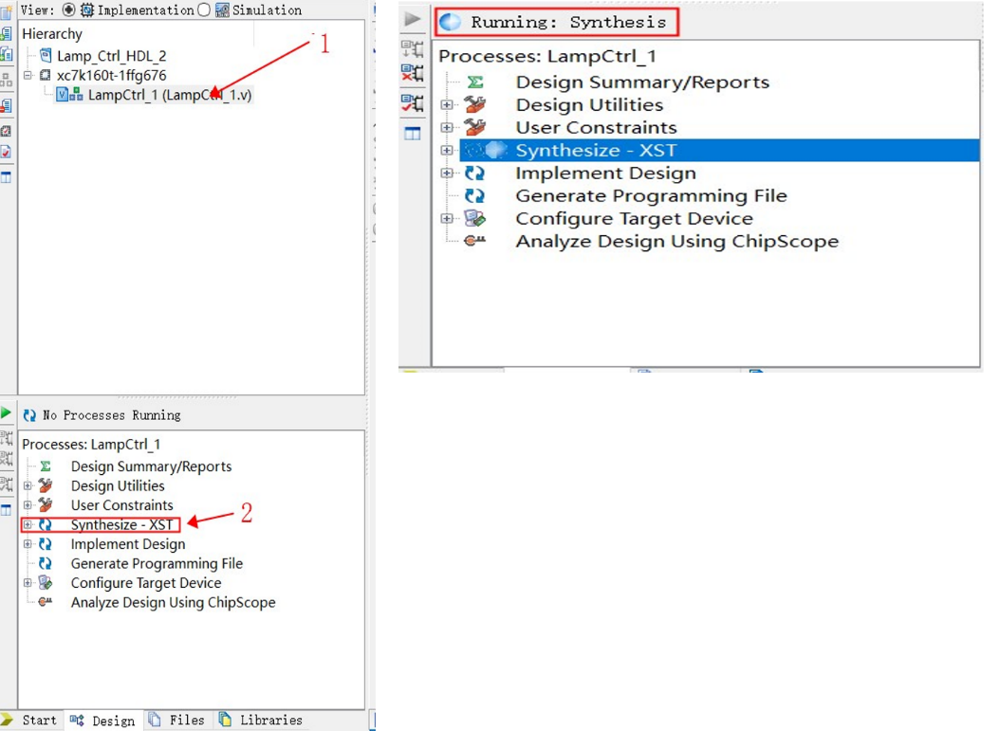 View: Implementation Simulation
Hierarchy
Lamp_Ctrl_HDL_2
xc7k160t-1ffg676
LampCtrl_1 (LampCtrl_1.v)
1
No Processes Running
Processes: LampCtrl_1
Design Summary/Reports
Design Utilities
User Constraints
Synthesize - XST
2
Implement Design
Generate Programming File
Configure Target Device
Analyze Design Using ChipScope
Start Design Files Libraries
Running: Synthesis
Processes: LampCtrl_1
Design Summary/Reports
Design Utilities
User Constraints
Synthesize - XST
Implement Design
Generate Programming File
Configure Target Device
Analyze Design Using ChipScope